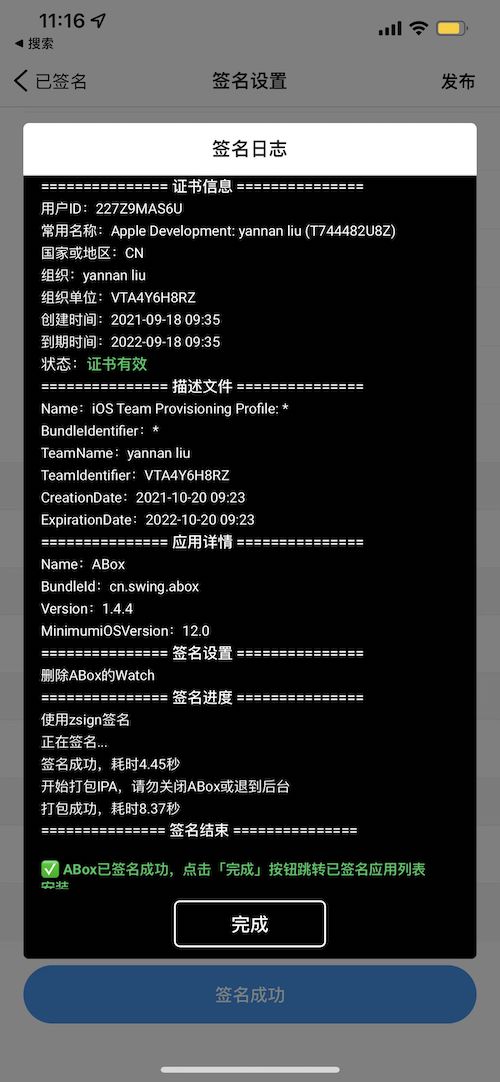 11:16
◀ 搜索
已签名
签名设置
发布
签名日志
=============== 证书信息 ===============
用户ID：227Z9MAS6U
常用名称：Apple Development: yannan liu (T744482U8Z)
国家或地区：CN
组织：yannan liu
组织单位：VTA4Y6H8RZ
创建时间：2021-09-18 09:35
到期时间：2022-09-18 09:35
状态：证书有效
=============== 描述文件 ===============
Name：iOS Team Provisioning Profile: *
BundleIdentifier：*
TeamName：yannan liu
TeamIdentifier：VTA4Y6H8RZ
CreationDate：2021-10-20 09:23
ExpirationDate：2022-10-20 09:23
=============== 应用详情 ===============
Name：ABox
BundleId：cn.swing.abox
Version：1.4.4
MinimumiOSVersion：12.0
=============== 签名设置 ===============
删除ABox的Watch
=============== 签名进度 ===============
使用zsign签名
正在签名...
签名成功，耗时4.45秒
开始打包IPA，请勿关闭ABox或退到后台
打包成功，耗时8.37秒
=============== 签名结束 ===============
✅ ABox已签名成功，点击「完成」按钮跳转已签名应用列表
安装
完成
签名成功